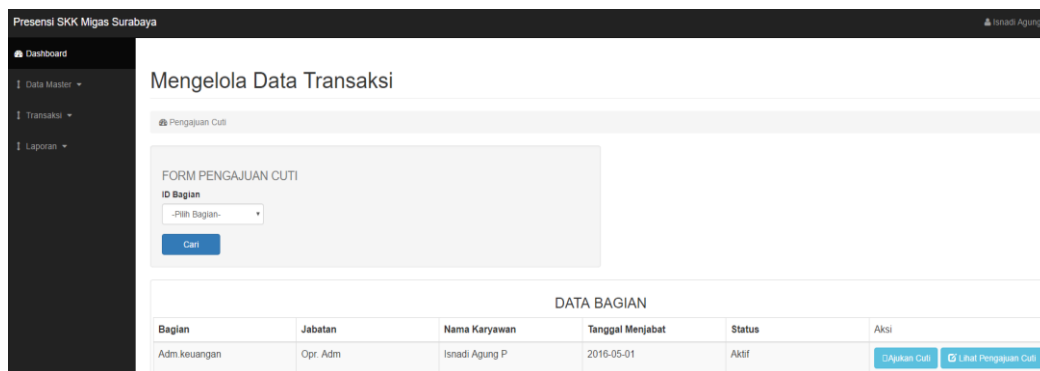 Presensi SKK Migas Surabaya
Isnadi Agung
Dashboard
Data Master
Transaksi
Laporan
Mengelola Data Transaksi
Pengajuan Cuti
FORM PENGAJUAN CUTI
ID Bagian
-Pilih Bagian-
Cari
DATA BAGIAN
Bagian Jabatan Nama Karyawan Tanggal Menjabat Status Aksi
Adm.keuangan Opr. Adm Isnadi Agung P 2016-05-01 Aktif Ajukan Cuti Lihat Pengajuan Cuti